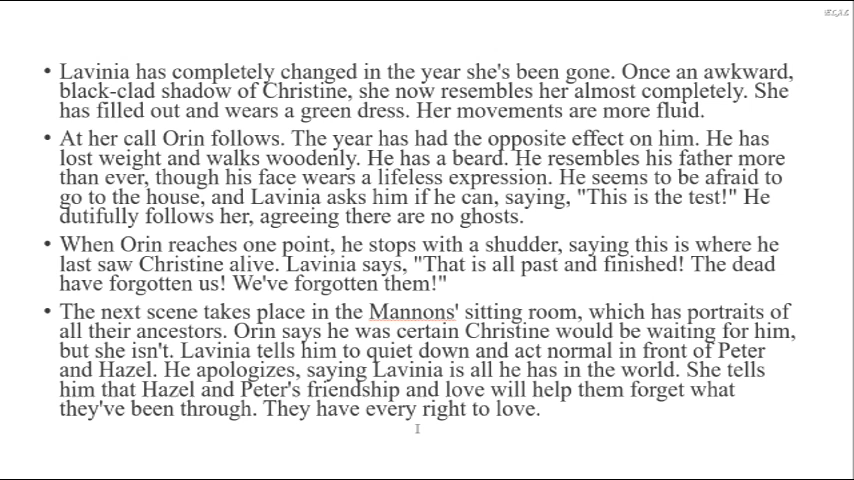 • Lavinia has completely changed in the year she's been gone. Once an awkward,
black-clad shadow of Christine, she now resembles her almost completely. She
has filled out and wears a green dress. Her movements are more fluid.
• At her call Orin follows. The year has had the opposite effect on him. He has
lost weight and walks woodenly. He has a beard. He resembles his father more
than ever, though his face wears a lifeless expression. He seems to be afraid to
go to the house, and Lavinia asks him if he can, saying, "This is the test!" He
dutifully follows her, agreeing there are no ghosts.
• When Orin reaches one point, he stops with a shudder, saying this is where he
last saw Christine alive. Lavinia says, "That is all past and finished! The dead
have forgotten us! We've forgotten them!"
• The next scene takes place in the Mannons' sitting room, which has portraits of
all their ancestors. Orin says he was certain Christine would be waiting for him,
but she isn't. Lavinia tells him to quiet down and act normal in front of Peter
and Hazel. He apologizes, saying Lavinia is all he has in the world. She tells
him that Hazel and Peter's friendship and love will help them forget what
they've been through. They have every right to love.